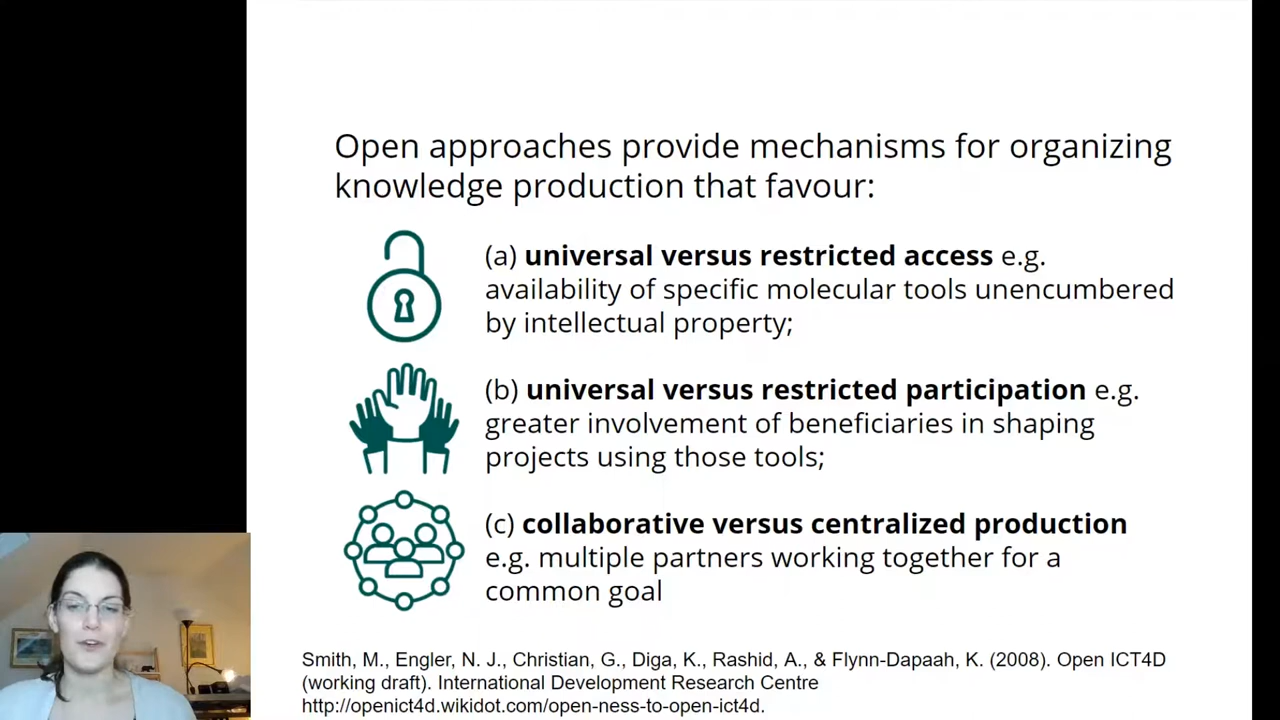 Open approaches provide mechanisms for organizing
knowledge production that favour:
(a) universal versus restricted access e.g.
availability of specific molecular tools unencumbered
by intellectual property;
(b) universal versus restricted participation e.g.
greater involvement of beneficiaries in shaping
projects using those tools;
(c) collaborative versus centralized production
e.g. multiple partners working together for a
common goal
Smith, M., Engler, N. J., Christian, G., Diga, K., Rashid, A., & Flynn-Dapaah, K. (2008). Open ICT4D
(working draft). International Development Research Centre
http://openict4d.wikidot.com/open-ness-to-open-ict4d.